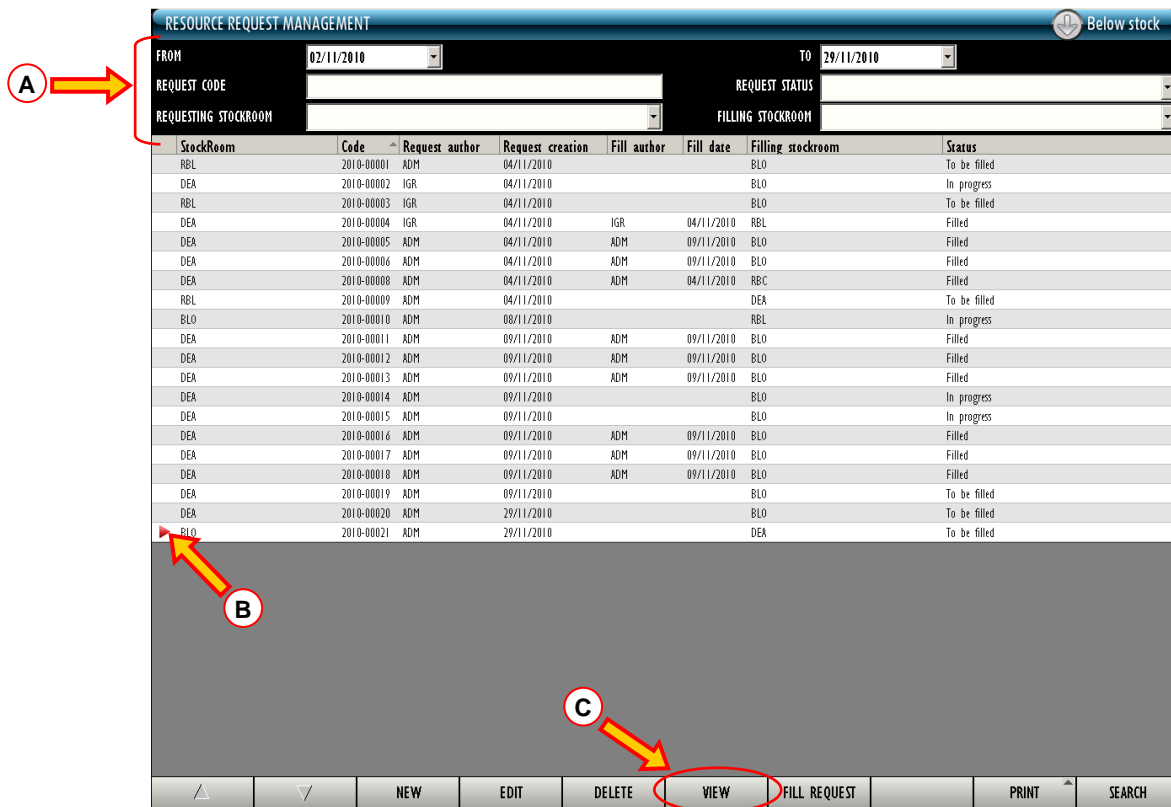 RESOURCE REQUEST MANAGEMENT Below stock
FROM 02/11/2010 TO 29/11/2010
A
REQUEST CODE REQUEST STATUS
REQUESTING STOCKROOM FILLING STOCKROOM
StockRoom Code Request author Request creation Fill author Fill date Filling stockroom Status
RBL 2010-00001 ADM 04/11/2010 BLO To be filled
DEA 2010-00002 IGR 04/11/2010 BLO In progress
RBL 2010-00003 IGR 04/11/2010 BLO To be filled
DEA 2010-00004 IGR 04/11/2010 IGR 04/11/2010 RBL Filled
DEA 2010-00005 ADM 04/11/2010 ADM 09/11/2010 BLO Filled
DEA 2010-00006 ADM 04/11/2010 ADM 09/11/2010 BLO Filled
DEA 2010-00008 ADM 04/11/2010 ADM 04/11/2010 RBC Filled
RBL 2010-00009 ADM 04/11/2010 DEA To be filled
BLO 2010-00010 ADM 08/11/2010 RBL In progress
DEA 2010-00011 ADM 09/11/2010 ADM 09/11/2010 BLO Filled
DEA 2010-00012 ADM 09/11/2010 ADM 09/11/2010 BLO Filled
DEA 2010-00013 ADM 09/11/2010 ADM 09/11/2010 BLO Filled
DEA 2010-00014 ADM 09/11/2010 BLO In progress
DEA 2010-00015 ADM 09/11/2010 BLO In progress
DEA 2010-00016 ADM 09/11/2010 ADM 09/11/2010 BLO Filled
DEA 2010-00017 ADM 09/11/2010 ADM 09/11/2010 BLO Filled
DEA 2010-00018 ADM 09/11/2010 ADM 09/11/2010 BLO Filled
DEA 2010-00019 ADM 09/11/2010 BLO To be filled
DEA 2010-00020 ADM 29/11/2010 BLO To be filled
BLO 2010-00021 ADM 29/11/2010 DEA To be filled
B
C
NEW EDIT DELETE VIEW FILL REQUEST PRINT SEARCH